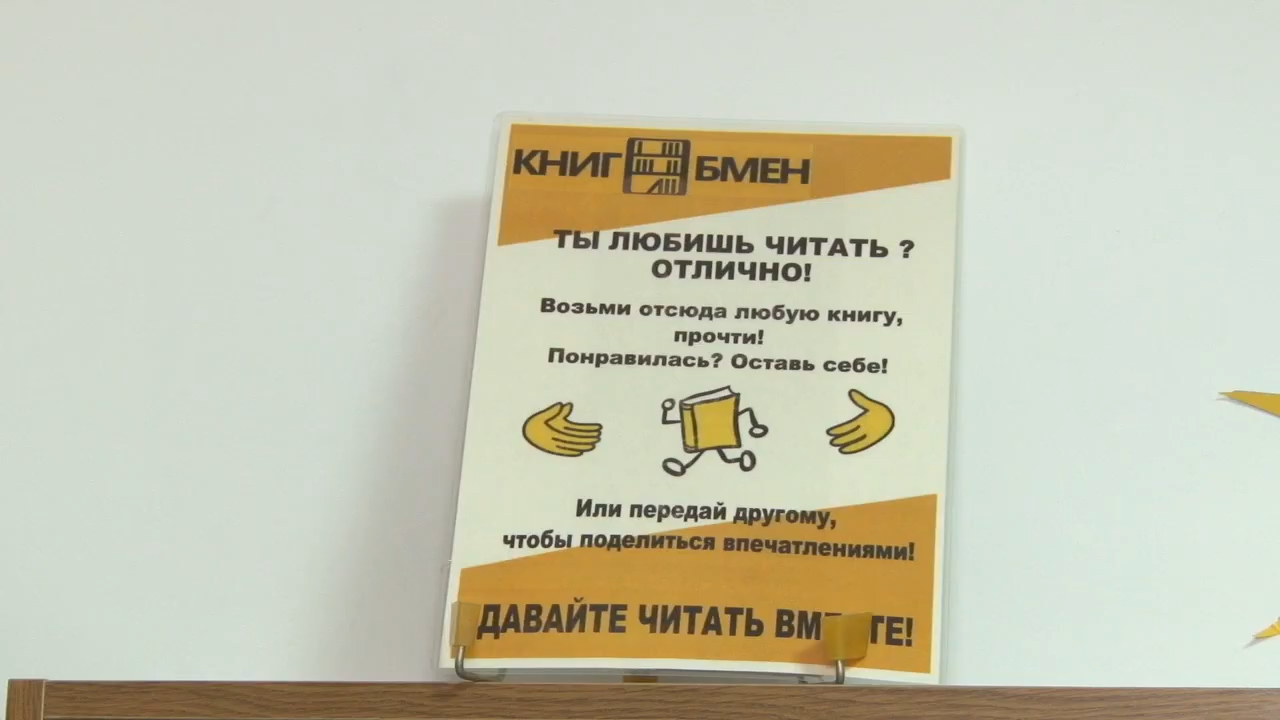 КНИГ БМЕН
ТЫ ЛЮБИШЬ ЧИТАТЬ ?
ОТЛИЧНО!
Возьми отсюда любую книгу,
прочти!
Понравилась? Оставь себе!
Или передай другому,
чтобы поделиться впечатлениями!
ДАВАЙТЕ ЧИТАТЬ